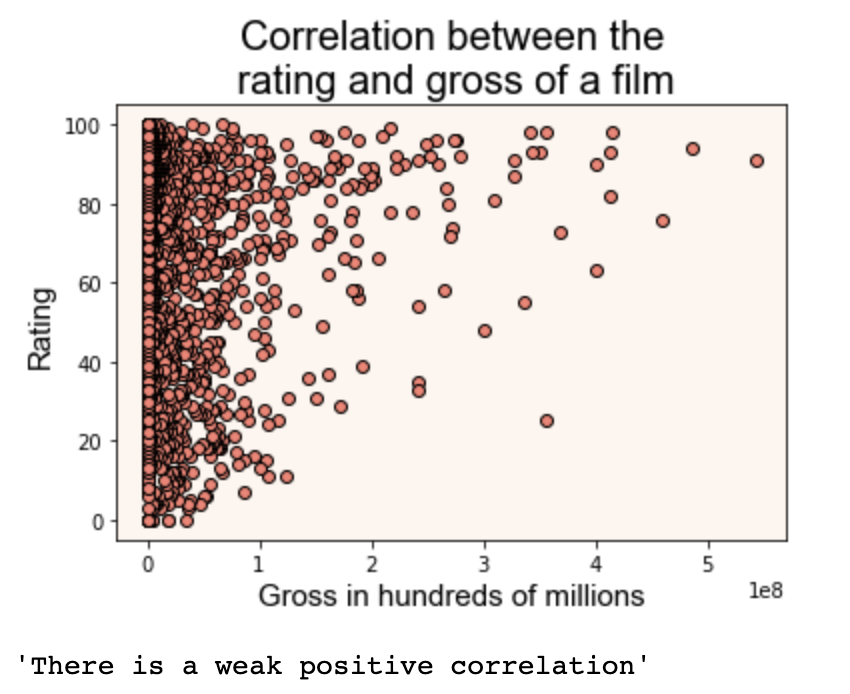 Correlation between the
rating and gross of a film
100
80
60
40
20
0
Rating
0 1 2 3 4 5
1e8
Gross in hundreds of millions
'There is a weak positive correlation'